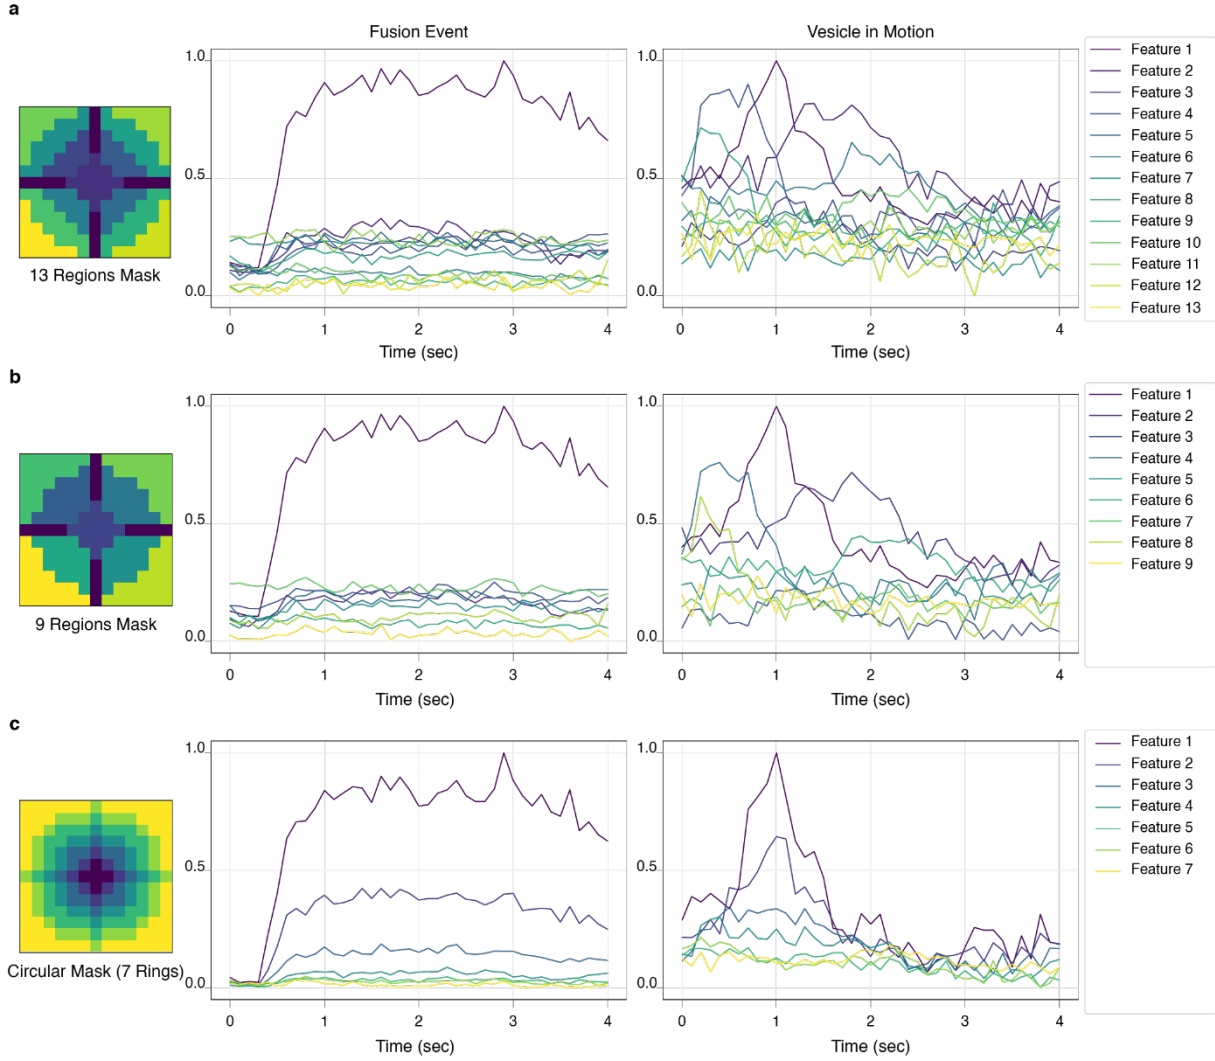 a
Fusion Event
Vesicle in Motion
1.0
0.5
0.0
0 1 2 3 4
Time (sec)
1.0
0.5
0.0
0 1 2 3 4
Time (sec)
13 Regions Mask
Feature 1
Feature 2
Feature 3
Feature 4
Feature 5
Feature 6
Feature 7
Feature 8
Feature 9
Feature 10
Feature 11
Feature 12
Feature 13
b
1.0
0.5
0.0
0 1 2 3 4
Time (sec)
1.0
0.5
0.0
0 1 2 3 4
Time (sec)
9 Regions Mask
Feature 1
Feature 2
Feature 3
Feature 4
Feature 5
Feature 6
Feature 7
Feature 8
Feature 9
c
1.0
0.5
0.0
0 1 2 3 4
Time (sec)
1.0
0.5
0.0
0 1 2 3 4
Time (sec)
Circular Mask (7 Rings)
Feature 1
Feature 2
Feature 3
Feature 4
Feature 5
Feature 6
Feature 7